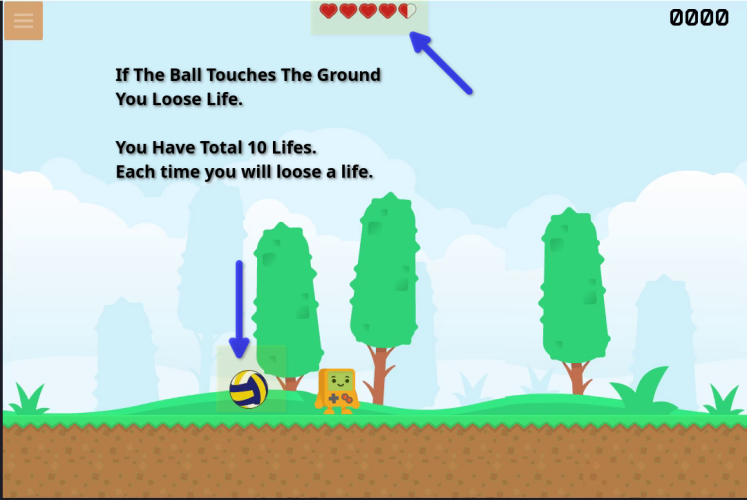 0000
If The Ball Touches The Ground
You Loose Life.
You Have Total 10 Lifes.
Each time you will loose a life.